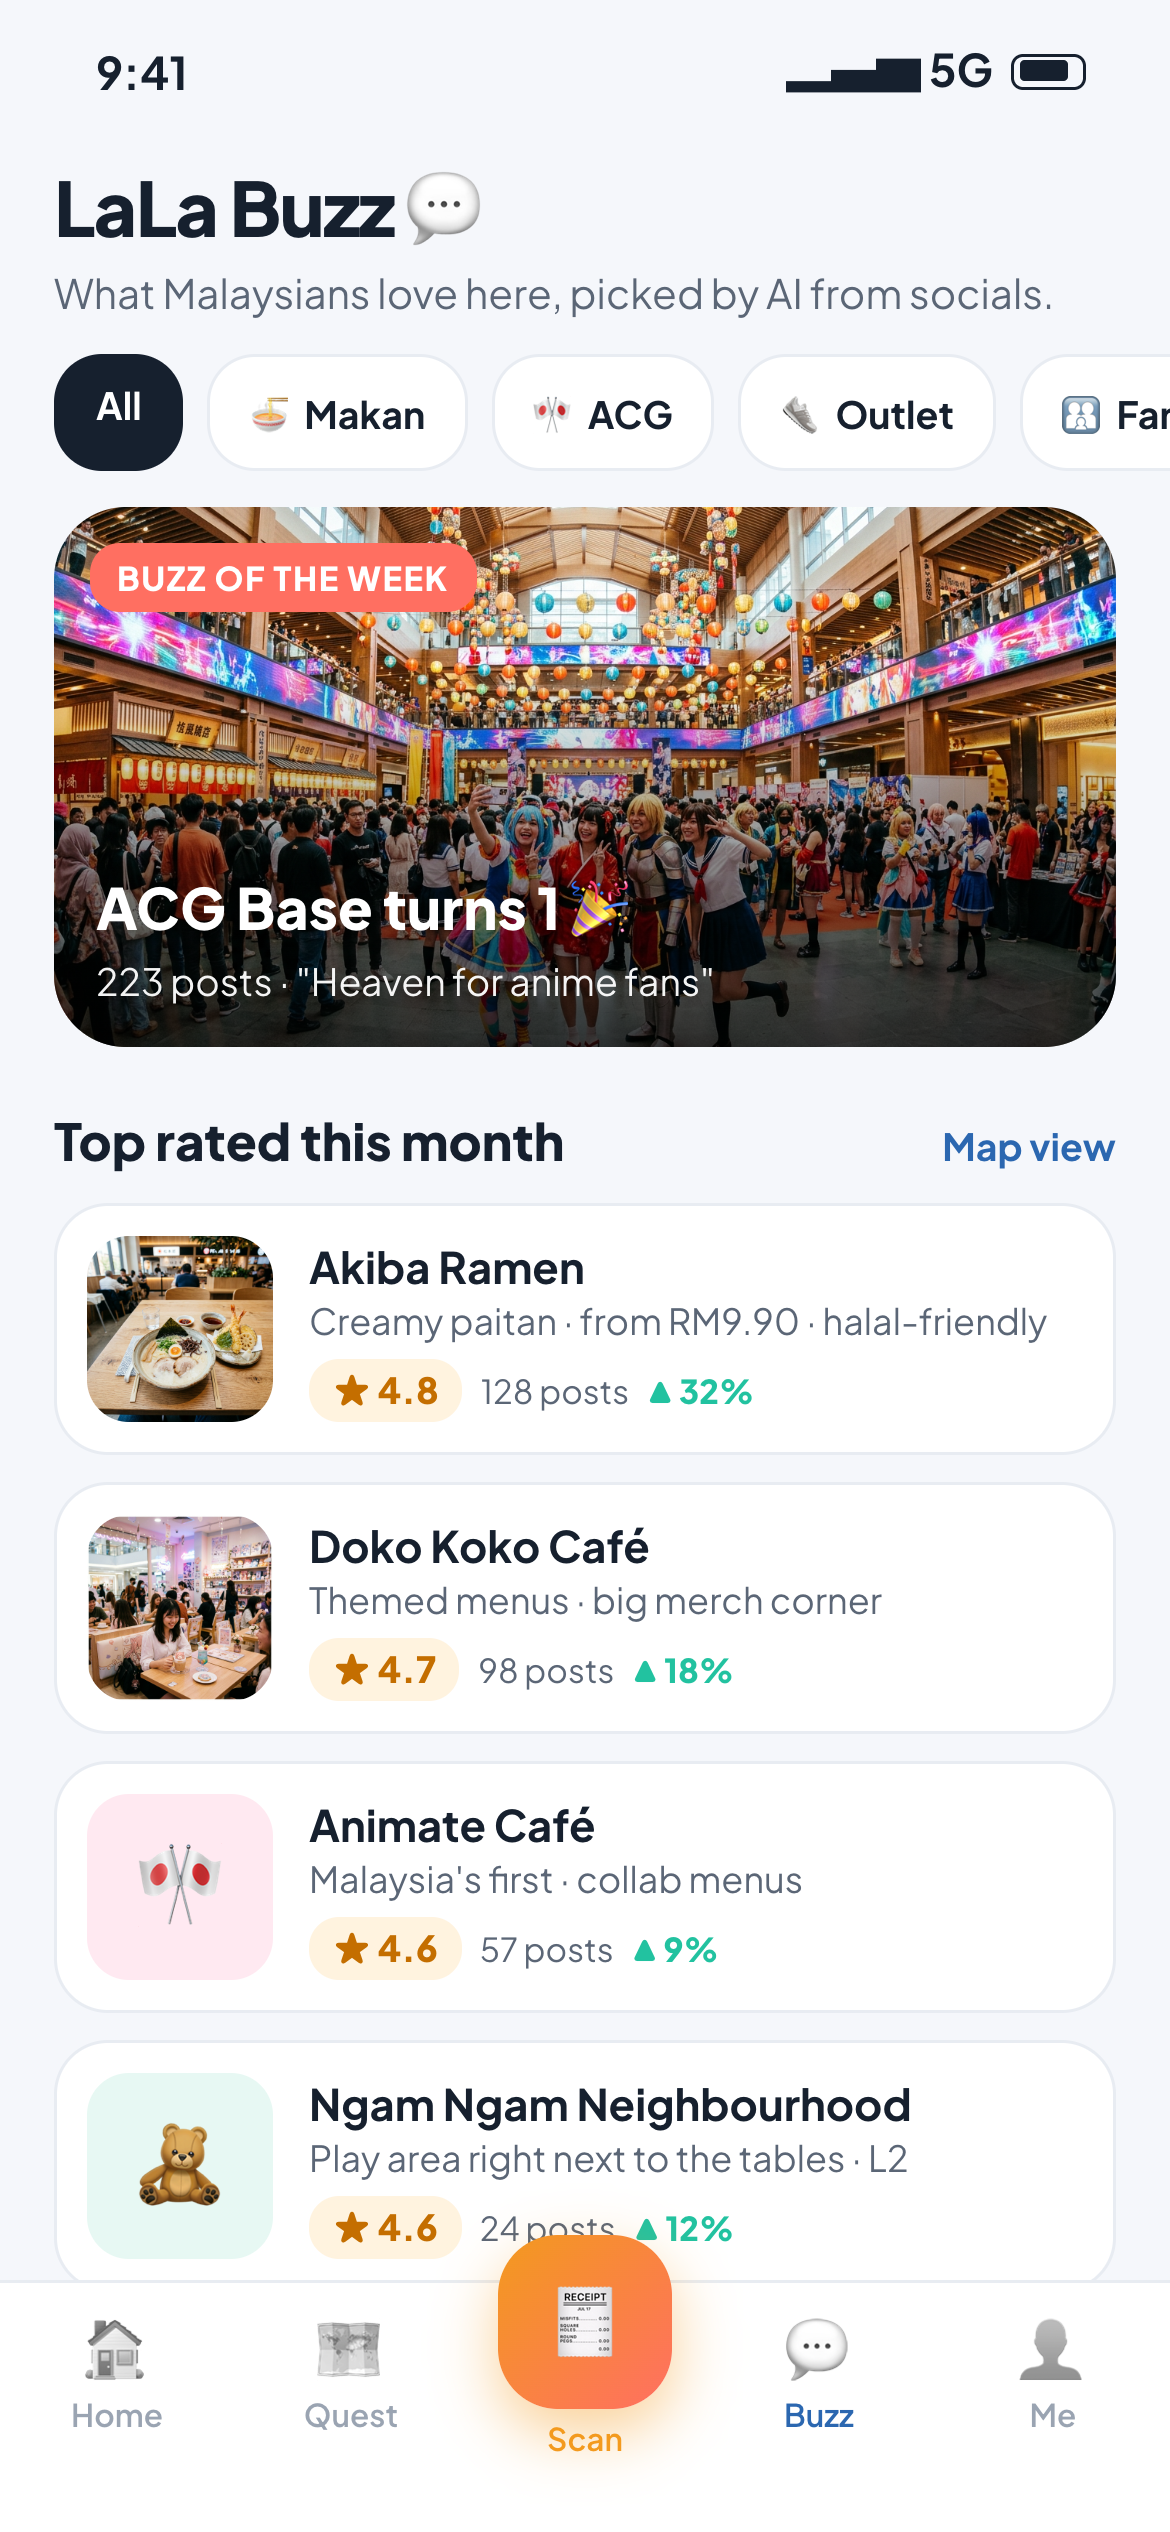 9:41
5G
LaLa Buzz
What Malaysians love here, picked by AI from socials.
All
Makan
ACG
Outlet
Far
BUZZ OF THE WEEK
ACG Base turns 1
223 posts · "Heaven for anime fans"
Top rated this month
Map view
Akiba Ramen
Creamy paitan · from RM9.90 · halal-friendly
★ 4.8 128 posts ▲ 32%
Doko Koko Café
Themed menus · big merch corner
★ 4.7 98 posts ▲ 18%
Animate Café
Malaysia's first · collab menus
★ 4.6 57 posts ▲ 9%
Ngam Ngam Neighbourhood
Play area right next to the tables · L2
★ 4.6 24 posts ▲ 12%
RECEIPT
Home
Quest
Scan
Buzz
Me